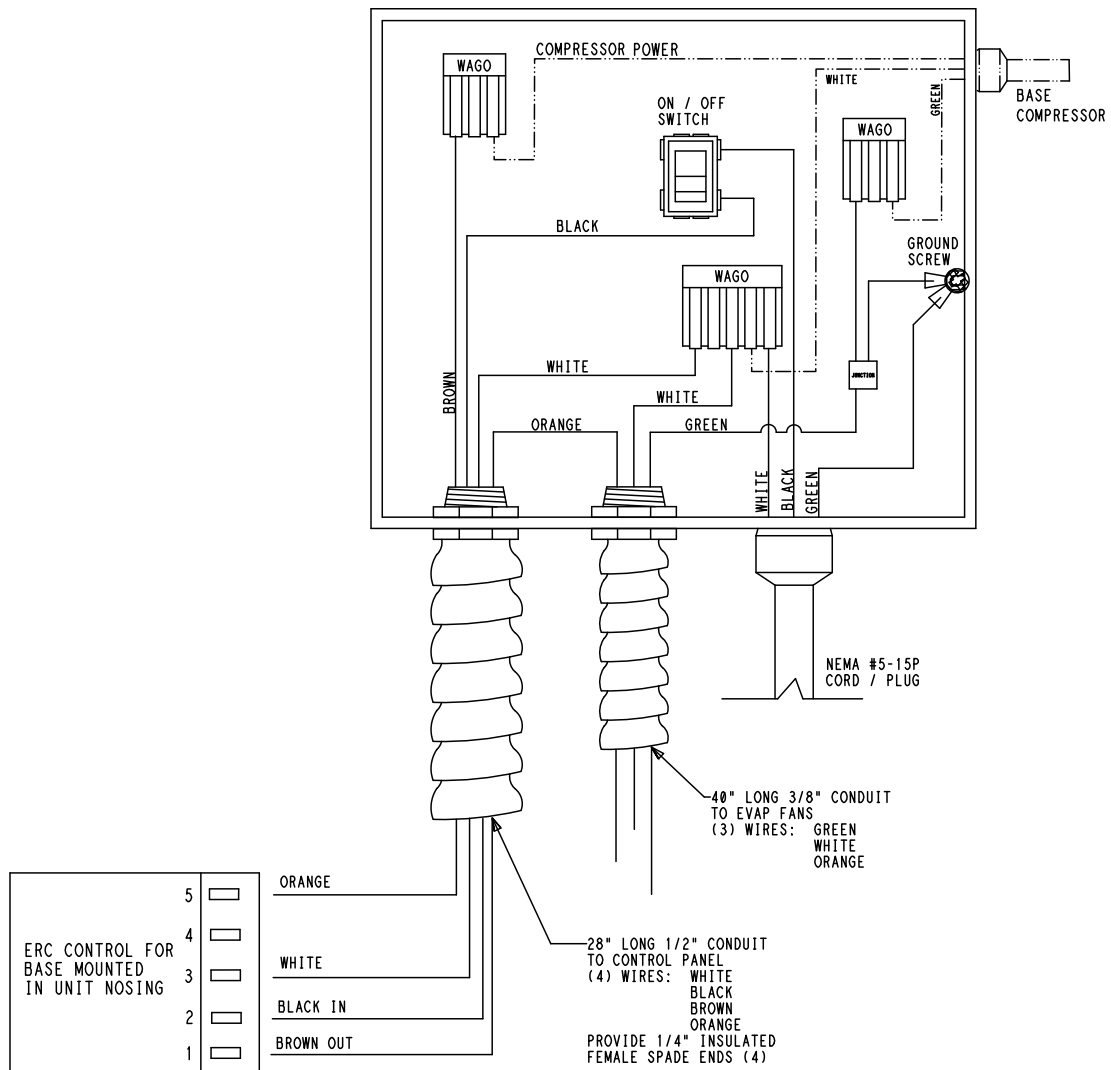 COMPRESSOR POWER
WAGO
WHITE
GREEN
BASE
COMPRESSOR
ON / OFF
SWITCH
WAGO
BLACK
GROUND
SCREW
WAGO
WHITE
JUNCTION
BROWN
WHITE
ORANGE
GREEN
WHITE
BLACK
GREEN
NEMA #5-15P
CORD / PLUG
40" LONG 3/8" CONDUIT
TO EVAP FANS
(3) WIRES: GREEN
WHITE
ORANGE
5
ORANGE
4
ERC CONTROL FOR
BASE MOUNTED
IN UNIT NOSING
3
WHITE
2
BLACK IN
1
BROWN OUT
28" LONG 1/2" CONDUIT
TO CONTROL PANEL
(4) WIRES: WHITE
BLACK
BROWN
ORANGE
PROVIDE 1/4" INSULATED
FEMALE SPADE ENDS (4)